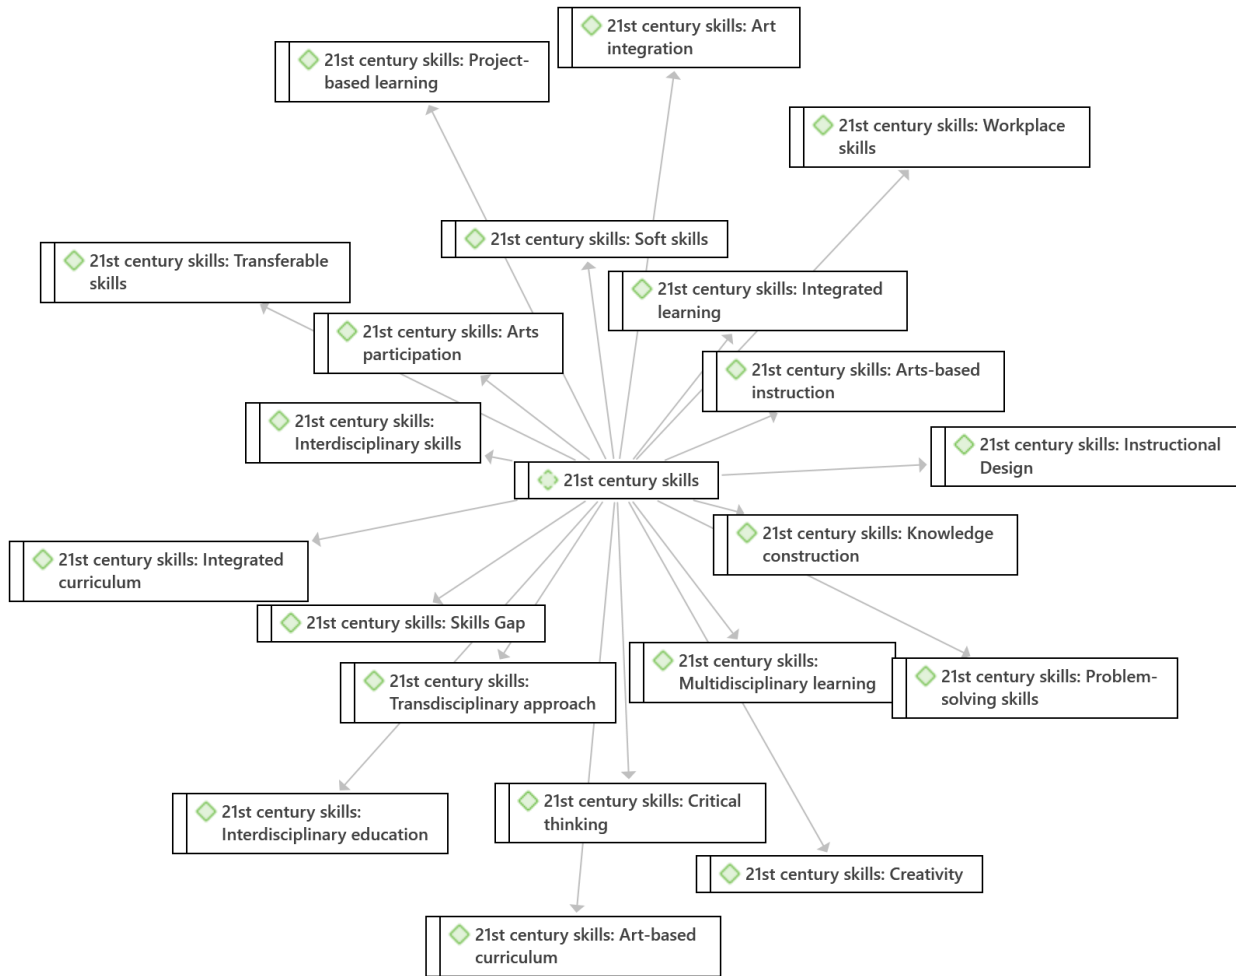 21st century skills: Art
integration
21st century skills: Project-
based learning
21st century skills: Workplace
skills
21st century skills: Soft skills
21st century skills: Transferable
skills
21st century skills: Integrated
learning
21st century skills: Arts
participation
21st century skills: Arts-based
instruction
21st century skills:
Interdisciplinary skills
21st century skills: Instructional
Design
21st century skills
21st century skills: Knowledge
construction
21st century skills: Integrated
curriculum
21st century skills: Skills Gap
21st century skills:
Multidisciplinary learning
21st century skills: Problem-
solving skills
21st century skills:
Transdisciplinary approach
21st century skills: Critical
thinking
21st century skills:
Interdisciplinary education
21st century skills: Creativity
21st century skills: Art-based
curriculum